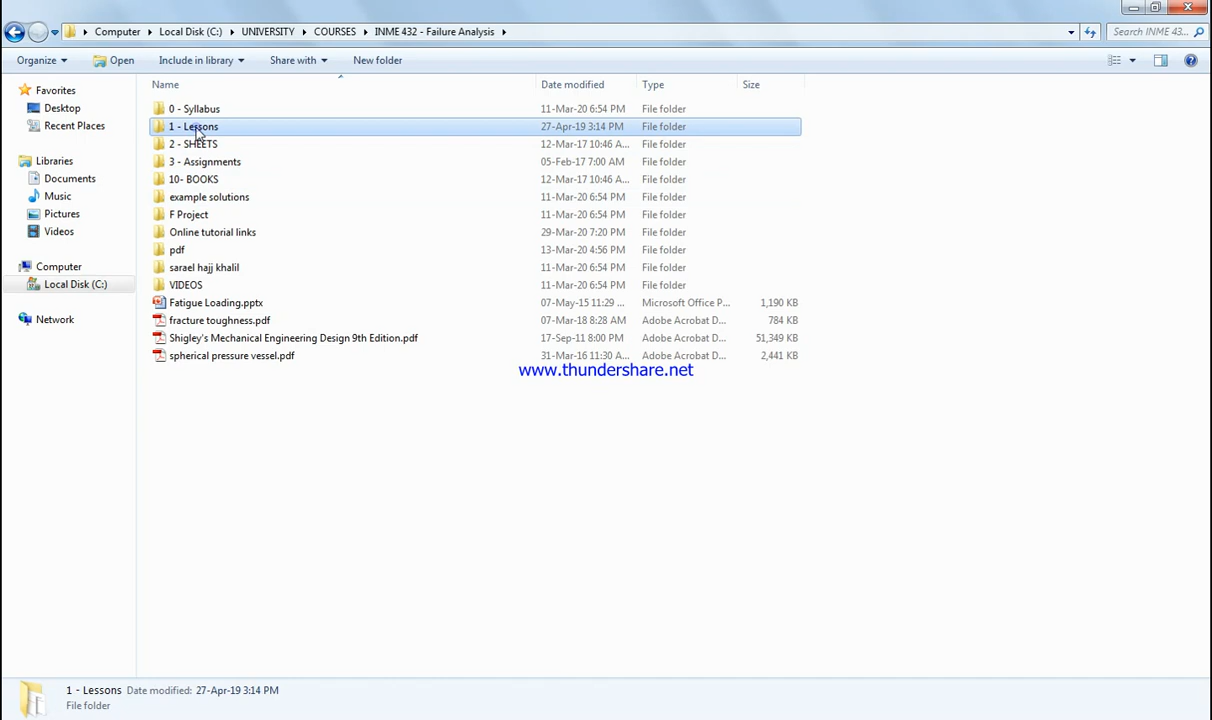 Computer Local Disk (C:) UNIVERSITY COURSES INME 432 - Failure Analysis Search INME 43...
Organize Open Include in library Share with New folder
Name Date modified Type Size
Favorites
Desktop
Recent Places
Libraries
Documents
Music
Pictures
Videos
Computer
Local Disk (C:)
Network
0 - Syllabus 11-Mar-20 6:54 PM File folder
1 - Lessons 27-Apr-19 3:14 PM File folder
2 - SHEETS 12-Mar-17 10:46 A... File folder
3 - Assignments 05-Feb-17 7:00 AM File folder
10- BOOKS 12-Mar-17 10:46 A... File folder
example solutions 11-Mar-20 6:54 PM File folder
F Project 11-Mar-20 6:54 PM File folder
Online tutorial links 29-Mar-20 7:20 PM File folder
pdf 13-Mar-20 4:56 PM File folder
sarael hajj khalil 11-Mar-20 6:54 PM File folder
VIDEOS 11-Mar-20 6:54 PM File folder
Fatigue Loading.pptx 07-May-15 11:29 ... Microsoft Office P... 1,190 KB
fracture toughness.pdf 07-Mar-18 8:28 AM Adobe Acrobat D... 784 KB
Shigley's Mechanical Engineering Design 9th Edition.pdf 17-Sep-11 8:00 PM Adobe Acrobat D... 51,349 KB
spherical pressure vessel.pdf 31-Mar-16 11:30 A... Adobe Acrobat D... 2,441 KB
www.thundershare.net
1 - Lessons Date modified: 27-Apr-19 3:14 PM
File folder